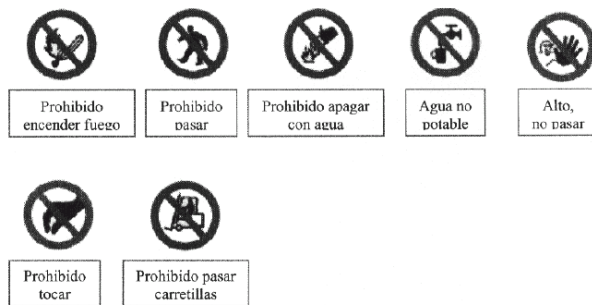 Prohibido
encender fuego
Prohibido
pasar
Prohibido apagar
con agua
Agua no
potable
Alto,
no pasar
Prohibido
tocar
Prohibido pasar
carretillas